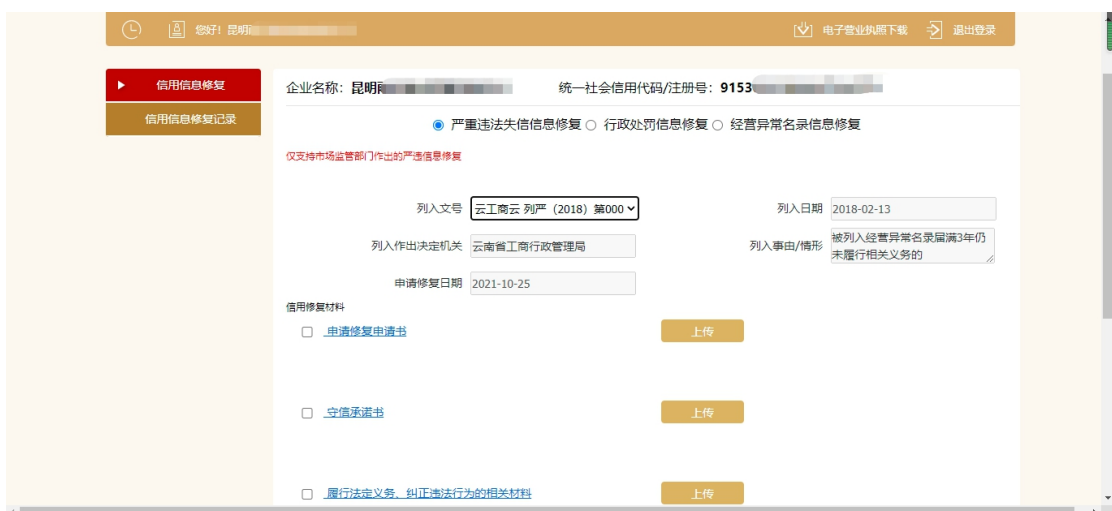 您好！昆明
电子营业执照下载 退出登录
信用信息修复
信用信息修复记录
企业名称：昆明 统一社会信用代码/注册号：9153
严重违法失信信息修复 行政处罚信息修复 经营异常名录信息修复
仅支持市场监管部门作出的严违信息修复
列入文号 云工商云 列严（2018）第000
列入日期 2018-02-13
列入作出决定机关 云南省工商行政管理局
列入事由/情形 被列入经营异常名录届满3年仍
未履行相关义务的
申请修复日期 2021-10-25
信用修复材料
申请修复申请书 上传
守信承诺书 上传
履行法定义务、纠正违法行为的相关材料 上传